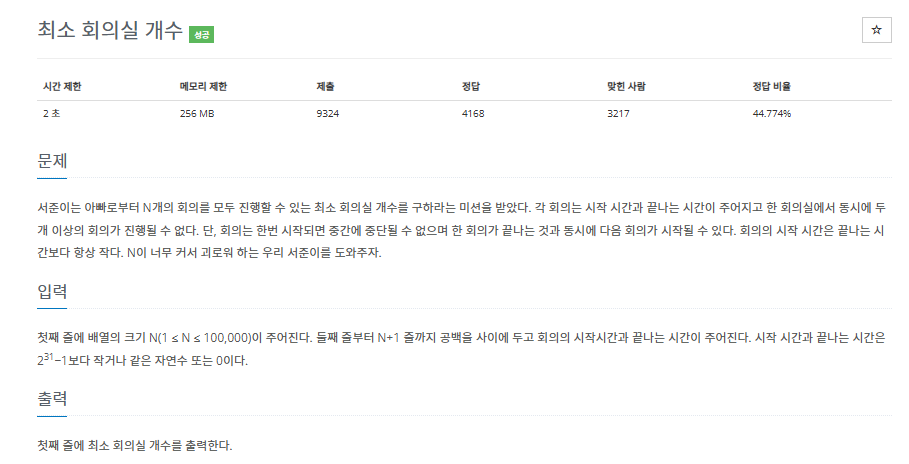 최소 회의실 개수 성공
☆
시간 제한 메모리 제한 제출 정답 맞힌 사람 정답 비율
2 초 256 MB 9324 4168 3217 44.774%
문제
서준이는 아빠로부터 N개의 회의를 모두 진행할 수 있는 최소 회의실 개수를 구하라는 미션을 받았다. 각 회의는 시작 시간과 끝나는 시간이 주어지고 한 회의실에서 동시에 두
개 이상의 회의가 진행될 수 없다. 단, 회의는 한번 시작되면 중간에 중단될 수 없으며 한 회의가 끝나는 것과 동시에 다음 회의가 시작될 수 있다. 회의의 시작 시간은 끝나는 시
간보다 항상 작다. N이 너무 커서 괴로워 하는 우리 서준이를 도와주자.
입력
첫째 줄에 배열의 크기 N(1 ≤ N ≤ 100,000)이 주어진다. 둘째 줄부터 N+1 줄까지 공백을 사이에 두고 회의의 시작시간과 끝나는 시간이 주어진다. 시작 시간과 끝나는 시간은
2³¹−1보다 작거나 같은 자연수 또는 0이다.
출력
첫째 줄에 최소 회의실 개수를 출력한다.